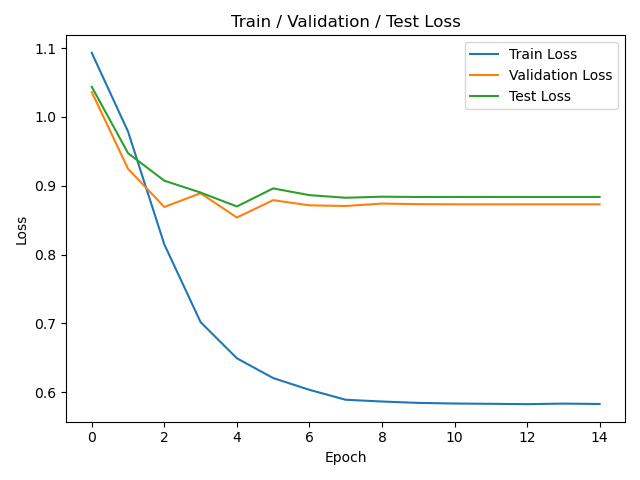 Train / Validation / Test Loss
Train Loss
Validation Loss
Test Loss
1.1
1.0
0.9
0.8
0.7
0.6
Loss
0 2 4 6 8 10 12 14
Epoch